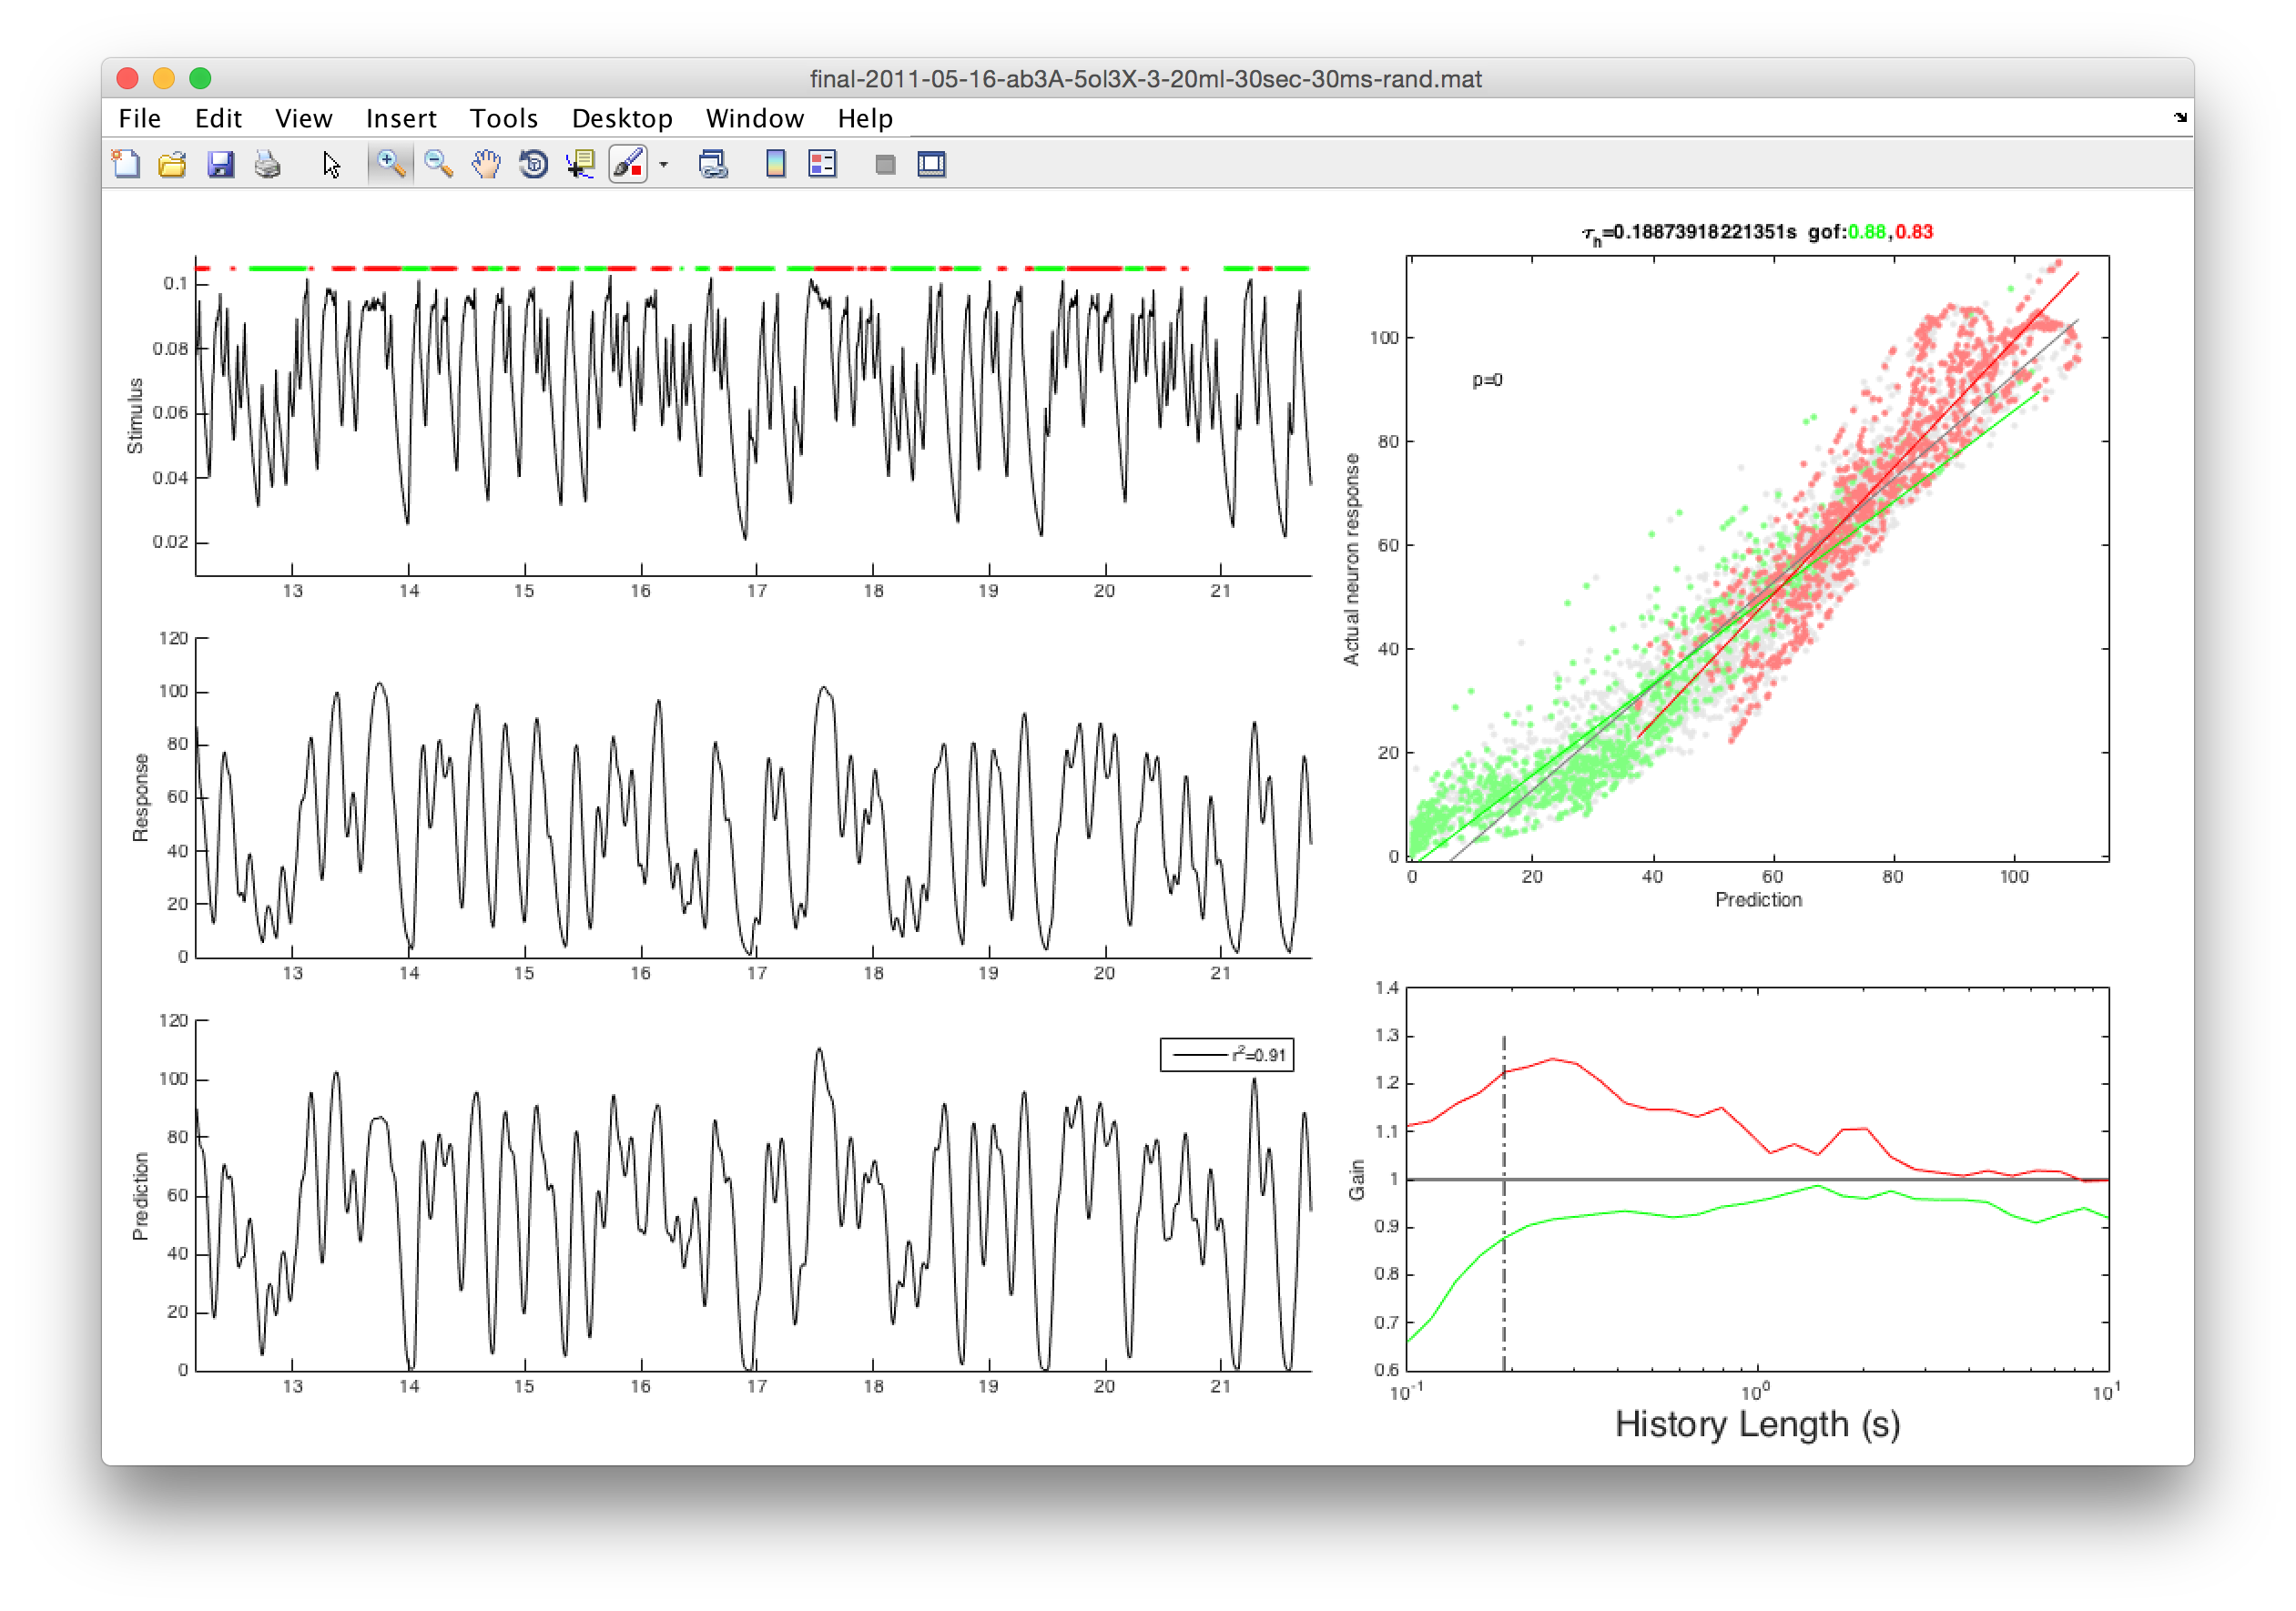 final-2011-05-16-ab3A-5ol3X-3-20ml-30sec-30ms-rand.mat
File Edit View Insert Tools Desktop Window Help
Stimulus
0.1
0.08
0.06
0.04
0.02
13 14 15 16 17 18 19 20 21
Response
120
100
80
60
40
20
0
13 14 15 16 17 18 19 20 21
Prediction
120
100
80
60
40
20
0
r²=0.91
13 14 15 16 17 18 19 20 21
τh=0.18873918221351s gof:0.88,0.83
Actual neuron response
100
80
60
40
20
0
p=0
0 20 40 60 80 100
Prediction
Gain
1.4
1.3
1.2
1.1
1
0.9
0.8
0.7
0.6
10⁻¹ 10⁰ 10¹
History Length (s)